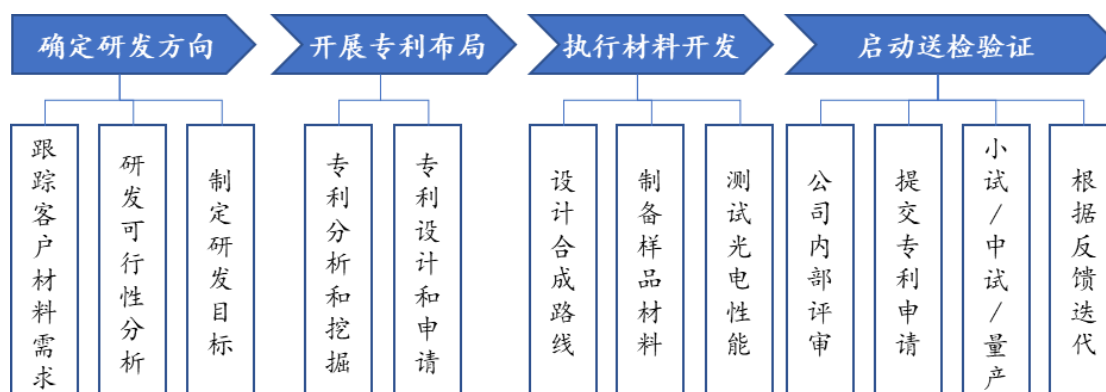 确定研发方向
开展专利布局
执行材料开发
启动送检验证
跟踪客户材料需求
研发可行性分析
制定研发目标
专利分析和挖掘
专利设计和申请
设计合成路线
制备样品材料
测试光电性能
公司内部评审
提交专利申请
小试/中试/量产
根据反馈迭代